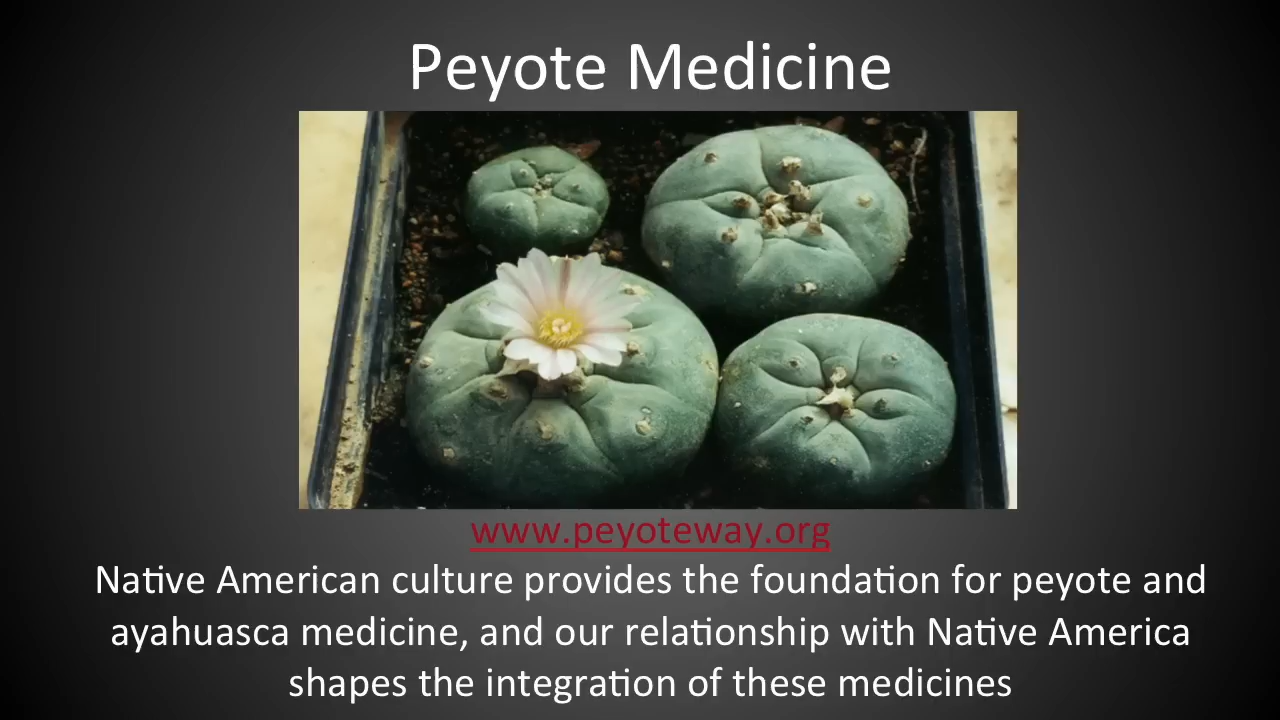 Peyote Medicine
www.peyoteway.org
Native American culture provides the foundation for peyote and
ayahuasca medicine, and our relationship with Native America
shapes the integration of these medicines